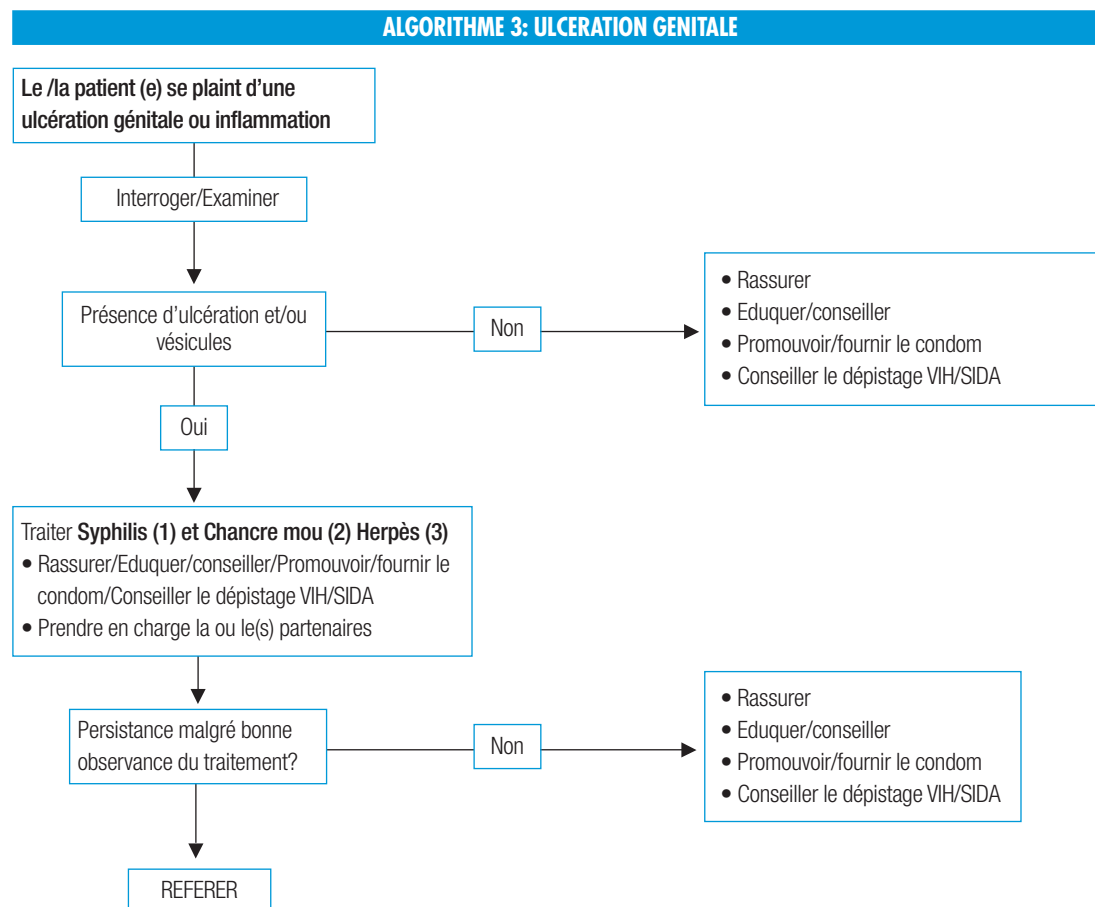 ALGORITHME 3: ULCERATION GENITALE
Le /la patient (e) se plaint d’une
ulcération génitale ou inflammation
Interroger/Examiner
Présence d’ulcération et/ou
vésicules
Non
• Rassurer
• Eduquer/conseiller
• Promouvoir/fournir le condom
• Conseiller le dépistage VIH/SIDA
Oui
Traiter Syphilis (1) et Chancre mou (2) Herpès (3)
• Rassurer/Eduquer/conseiller/Promouvoir/fournir le
condom/Conseiller le dépistage VIH/SIDA
• Prendre en charge la ou le(s) partenaires
Persistance malgré bonne
observance du traitement?
Non
• Rassurer
• Eduquer/conseiller
• Promouvoir/fournir le condom
• Conseiller le dépistage VIH/SIDA
REFERER